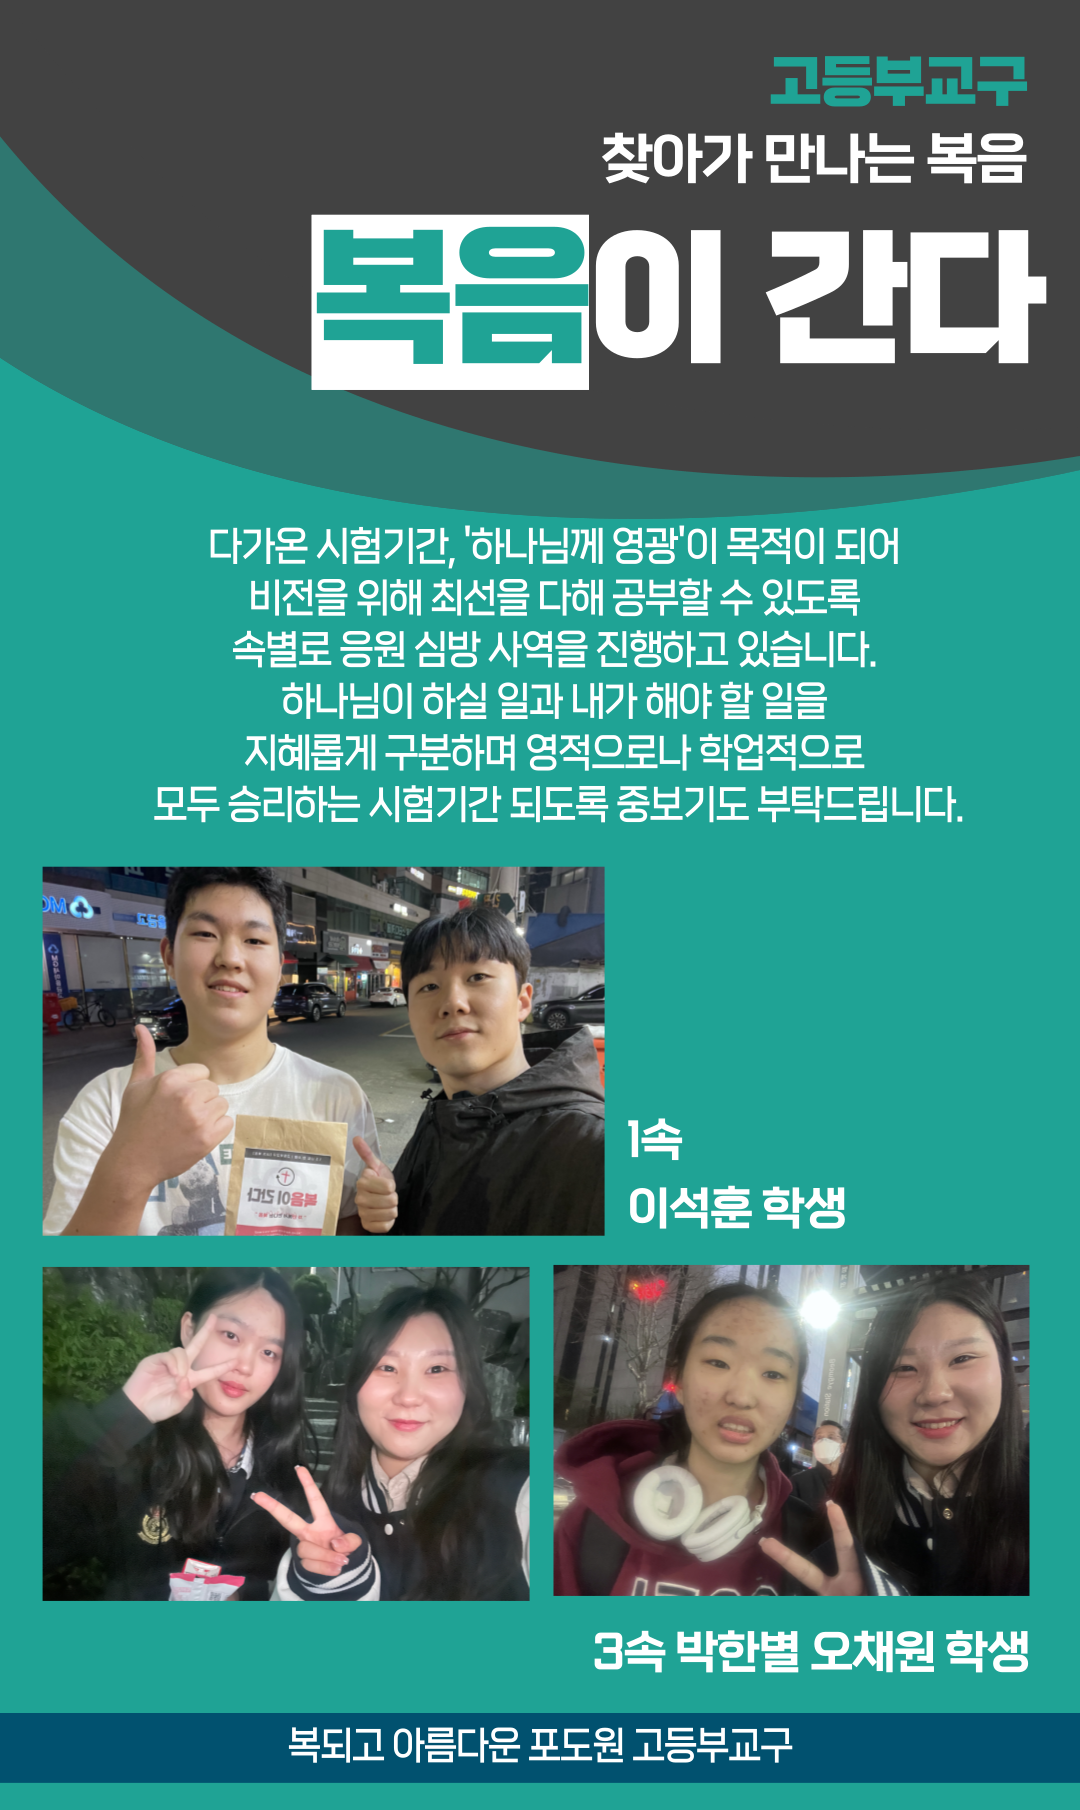 고등부교구
찾아가 만나는 복음
복음이 간다
다가온 시험기간, '하나님께 영광'이 목적이 되어
비전을 위해 최선을 다해 공부할 수 있도록
속별로 응원 심방 사역을 진행하고 있습니다.
하나님이 하실 일과 내가 해야 할 일을
지혜롭게 구분하며 영적으로나 학업적으로
모두 승리하는 시험기간 되도록 중보기도 부탁드립니다.
복음이 간다
1속
이석훈 학생
3속 박한별 오채원 학생
복되고 아름다운 포도원 고등부교구